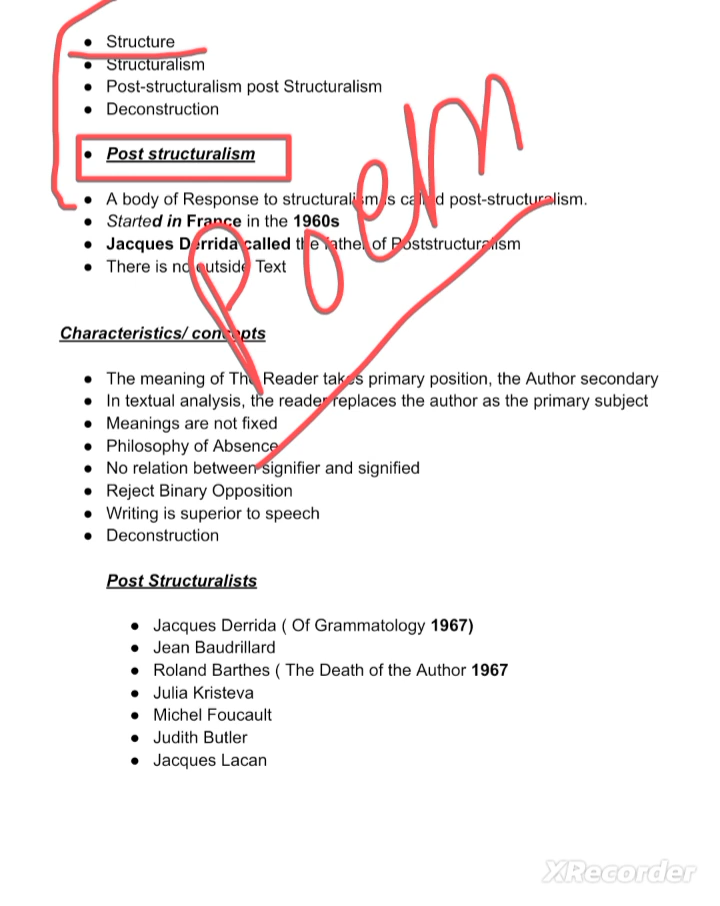 Structure
Structuralism
Post-structuralism post Structuralism
Deconstruction
Post structuralism
A body of Response to structuralism is called post-structuralism.
Started in France in the 1960s
Jacques Derrida called the father of Poststructuralism
There is no outside Text
Poem
Characteristics/ concepts
The meaning of The Reader takes primary position, the Author secondary
In textual analysis, the reader replaces the author as the primary subject
Meanings are not fixed
Philosophy of Absence
No relation between signifier and signified
Reject Binary Opposition
Writing is superior to speech
Deconstruction
Post Structuralists
Jacques Derrida ( Of Grammatology 1967)
Jean Baudrillard
Roland Barthes ( The Death of the Author 1967
Julia Kristeva
Michel Foucault
Judith Butler
Jacques Lacan
XRecorder